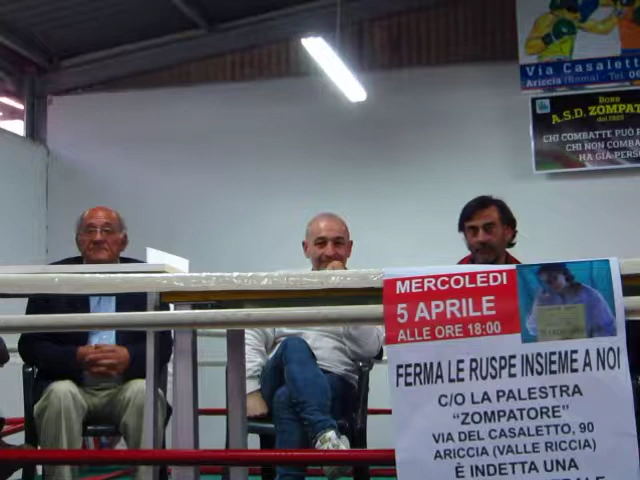 Via Casalett
Ariccia (Roma) - Tel. 06
BOXE
A.S.D. ZOMPAT
CHI COMBATTE PUÒ
CHI NON COMBA
HA GIÀ PERS
MERCOLEDI
5 APRILE
ALLE ORE 18:00
FERMA LE RUSPE INSIEME A NOI
C/O LA PALESTRA
"ZOMPATORE"
VIA DEL CASALETTO, 90
ARICCIA (VALLE RICCIA)
È INDETTA UNA